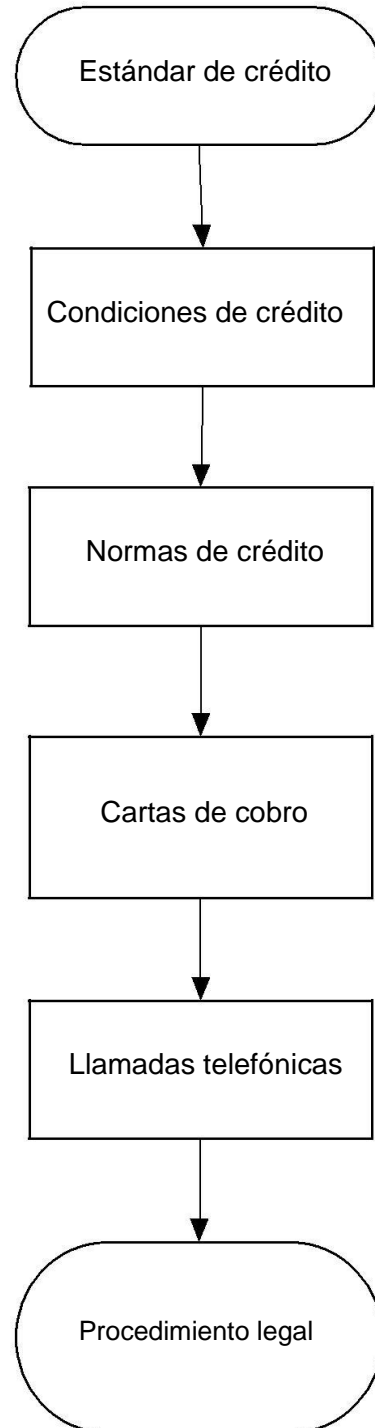 Estándar de crédito
Condiciones de crédito
Normas de crédito
Cartas de cobro
Llamadas telefónicas
Procedimiento legal